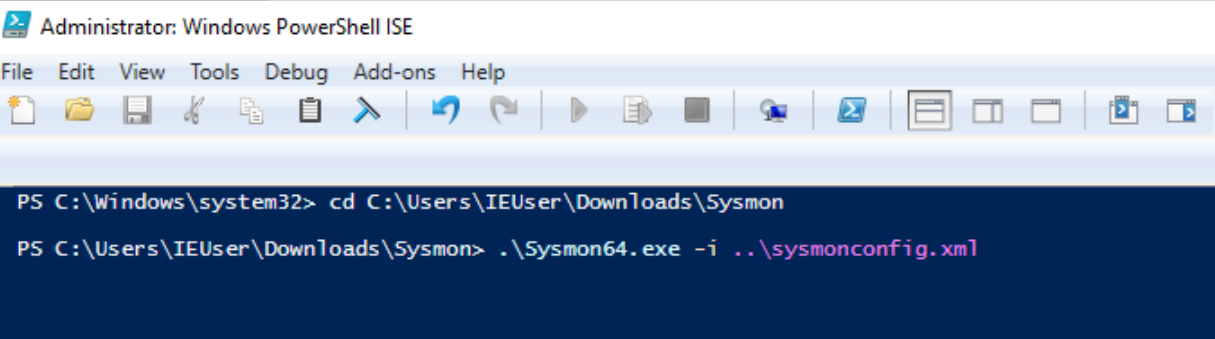 Administrator: Windows PowerShell ISE
File Edit View Tools Debug Add-ons Help
PS C:\Windows\system32> cd C:\Users\IEUser\Downloads\Sysmon
PS C:\Users\IEUser\Downloads\Sysmon> .\Sysmon64.exe -i ..\sysmonconfig.xml